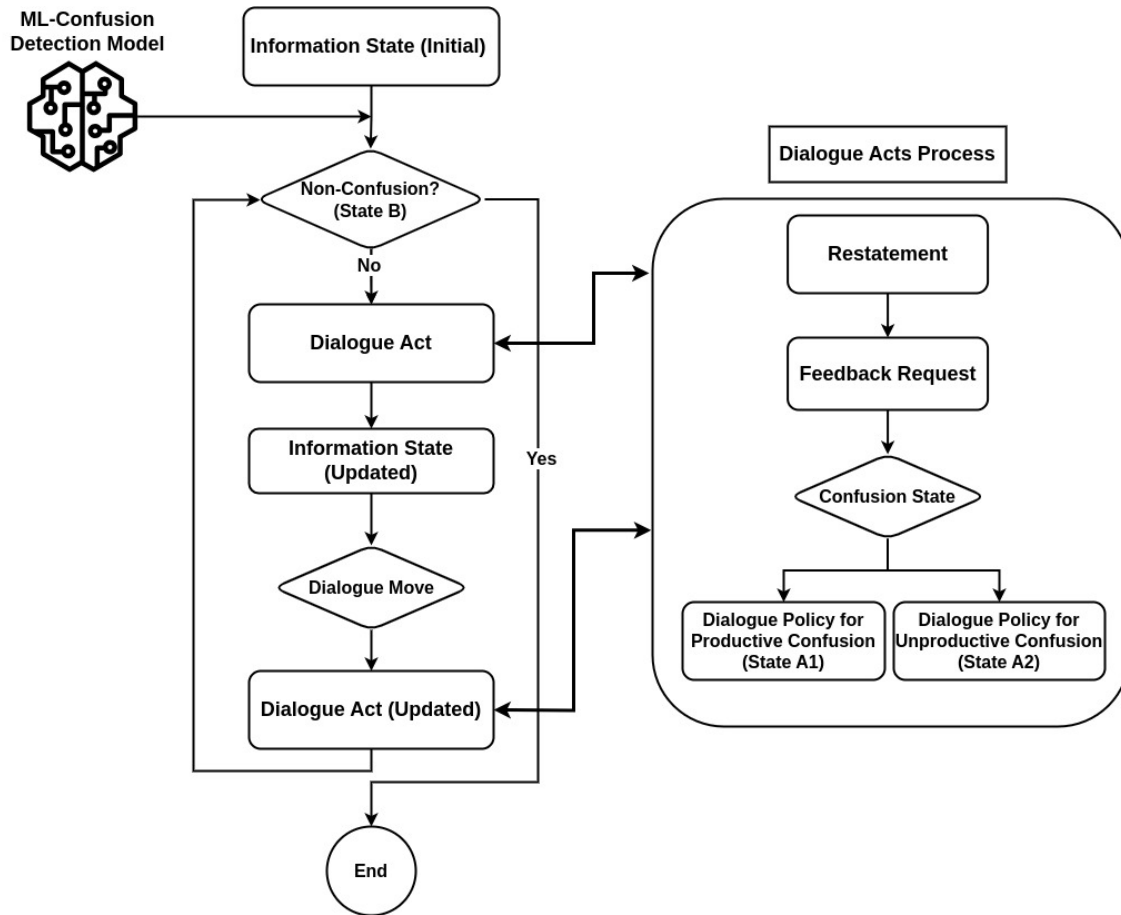 ML-Confusion
Detection Model
Information State (Initial)
Non-Confusion?
(State B)
No
Dialogue Act
Information State
(Updated)
Yes
Dialogue Move
Dialogue Act (Updated)
End
Dialogue Acts Process
Restatement
Feedback Request
Confusion State
Dialogue Policy for
Productive Confusion
(State A1)
Dialogue Policy for
Unproductive Confusion
(State A2)